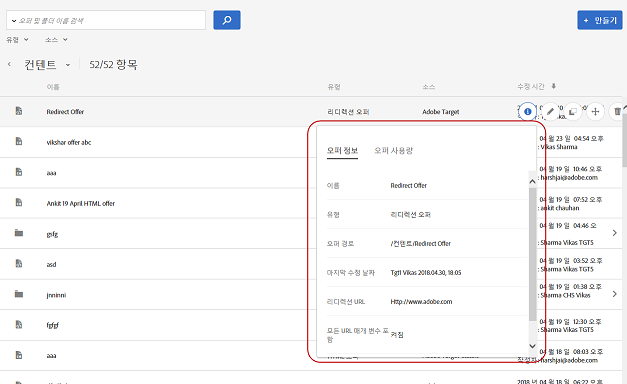 오퍼 및 폴더 이름 검색
+ 만들기
유형 소스
컨텐트 52/52 항목
이름 유형 소스 수정 시간
Redirect Offer 리디렉션 오퍼 Adobe Target
오퍼 정보 오퍼 사용량
이름 Redirect Offer
유형 리디렉션 오퍼
오퍼 경로 /컨텐트/Redirect Offer
마지막 수정 날짜 Tgt1 Vikas 2018.04.30, 18:05
리디렉션 URL Http://www.adobe.com
모든 URL 매개 변수 포
함 켜짐
vikshar offer abc 04 월 23 일 04:54 오후
: Vikas Sharma
aaa 04 월 19 일 10:46 오후
: harshjai@adobe.com
Ankit 19 April HTML offer 04 월 19 일 07:52 오후
: ankit chauhan
gsfg 04 월 19 일 04:46 오
: Sharma Vikas TGT5
asd 04 월 19 일 03:52 오후
: Sharma Vikas TGT5
jnninni 04 월 19 일 01:38 오후
: Sharma CHS Vikas
fgfgf 04 월 19 일 12:30 오후
: Sharma Vikas TGT5
aaa 04 월 18 일 08:03 오후
작성자: harshjai@adobe.com
2018 년 04 월 18 일 06:22 오후